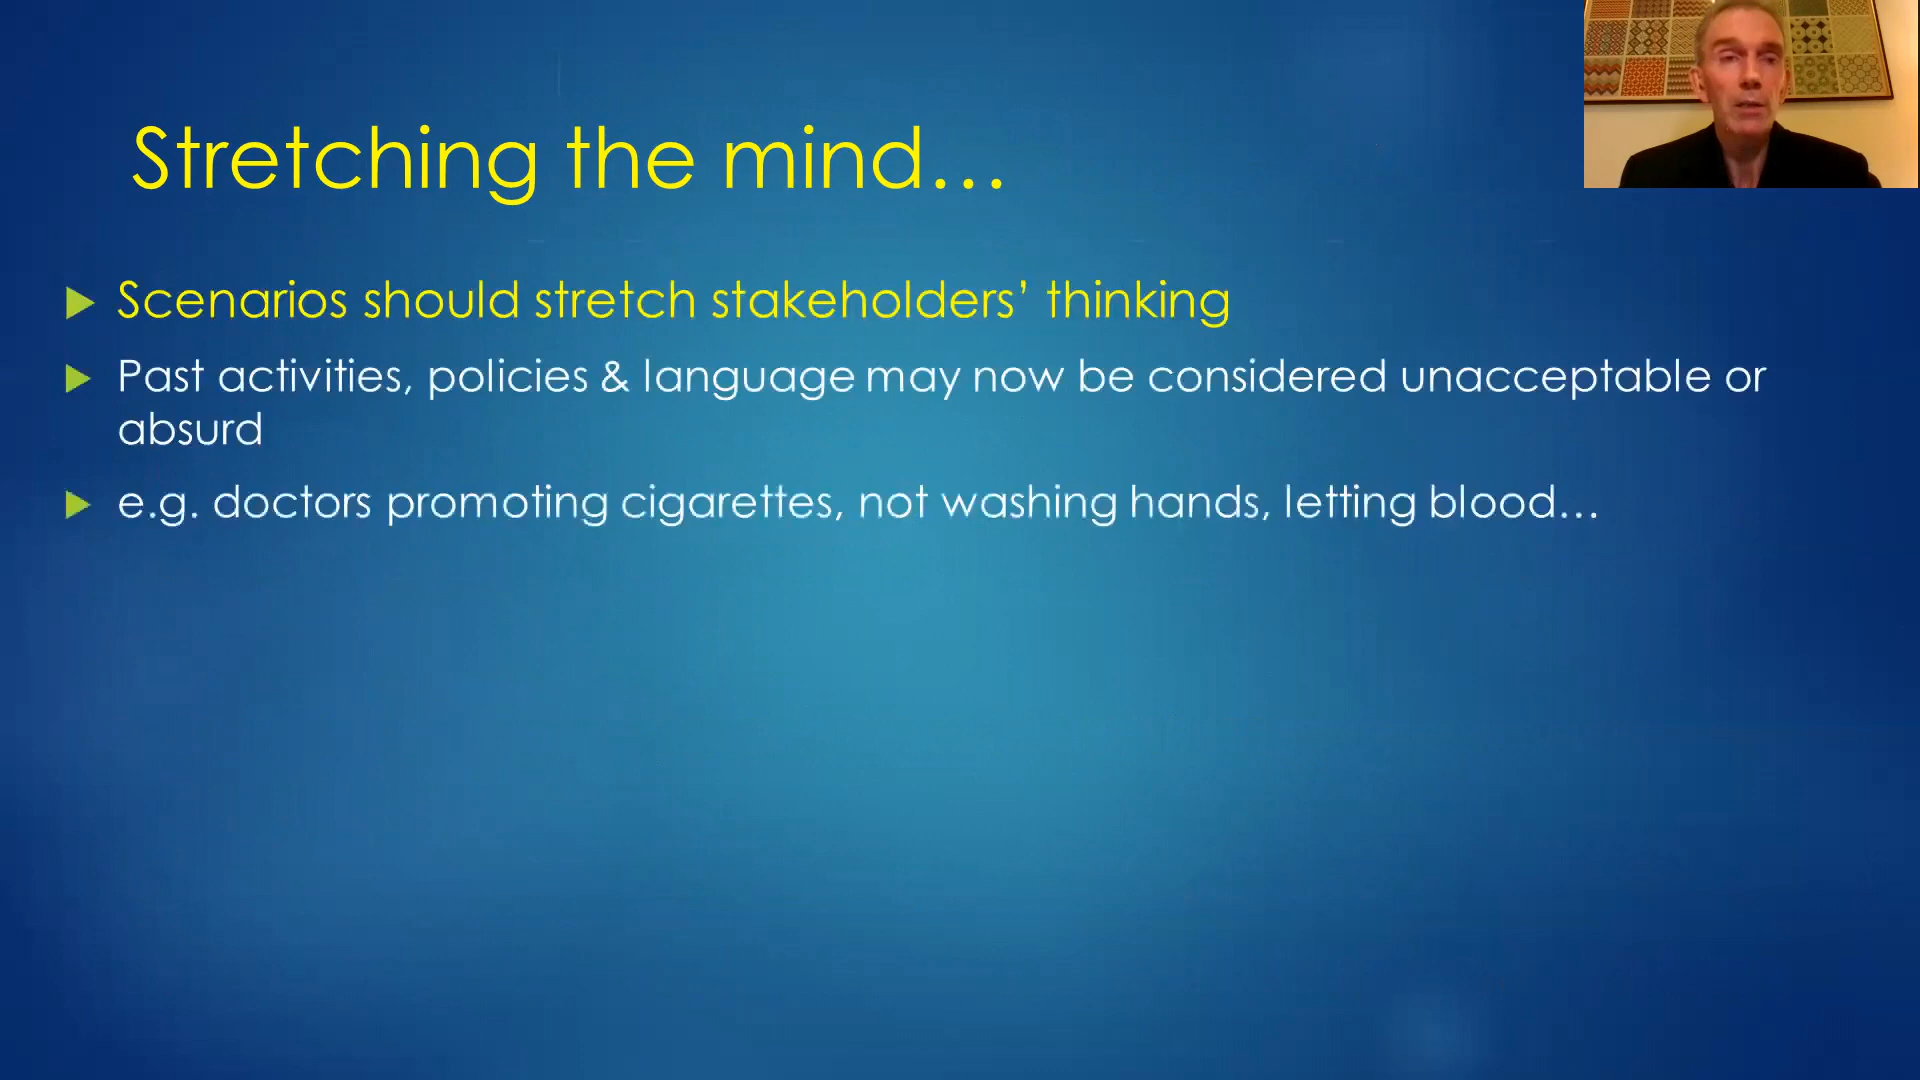 Stretching the mind…
Scenarios should stretch stakeholders’ thinking
Past activities, policies & language may now be considered unacceptable or
absurd
e.g. doctors promoting cigarettes, not washing hands, letting blood…